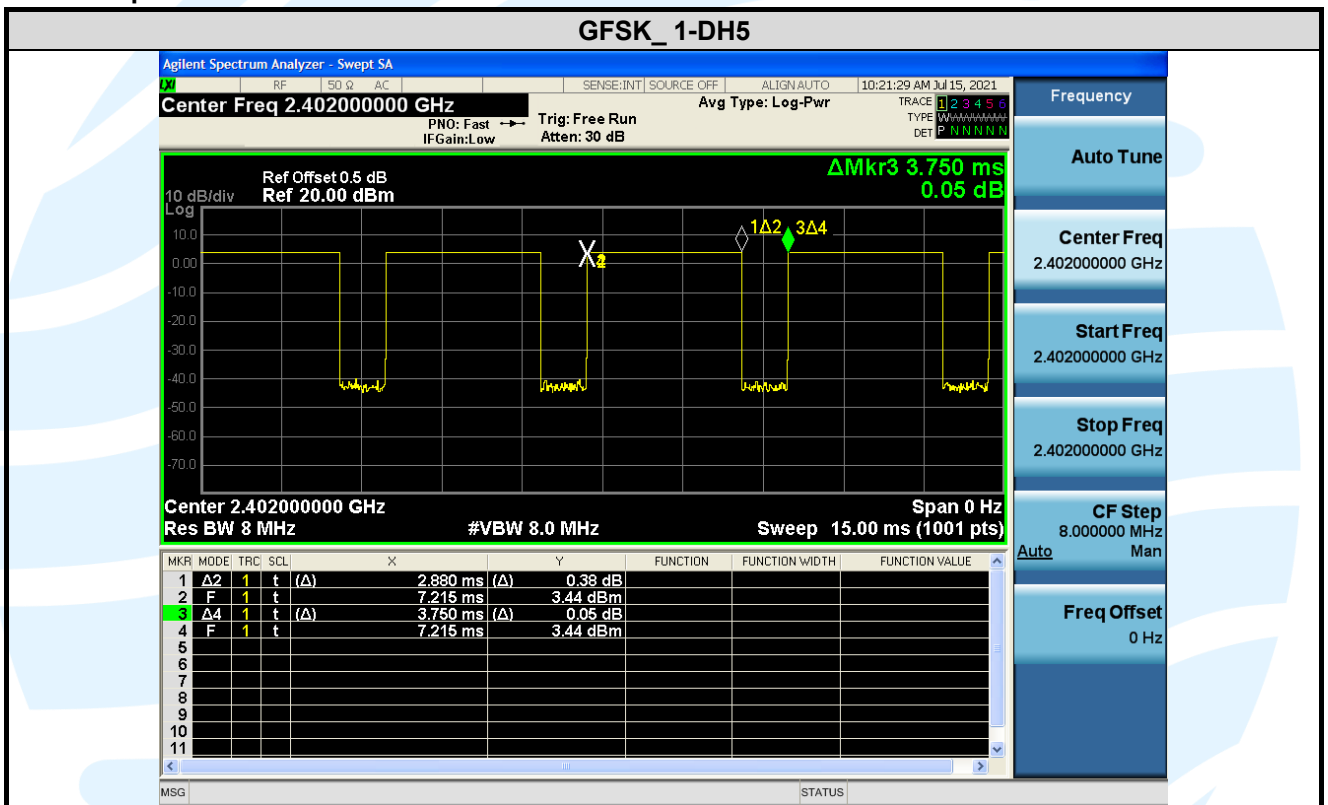 GFSK_ 1-DH5
Agilent Spectrum Analyzer - Swept SA
LXI RF 50 Ω AC SENSE:INT SOURCE OFF ALIGN AUTO 10:21:29 AM Jul 15, 2021
Center Freq 2.402000000 GHz
Avg Type: Log-Pwr
TRACE 1 2 3 4 5 6
TYPE
DET P N N N N N
PNO: Fast
IFGain:Low
Trig: Free Run
Atten: 30 dB
ΔMkr3 3.750 ms
0.05 dB
Ref Offset 0.5 dB
10 dB/div Ref 20.00 dBm
Log
1Δ2 3Δ4
10.0
0.00
-10.0
-20.0
-30.0
-40.0
-50.0
-60.0
-70.0
Center 2.402000000 GHz Span 0 Hz
Res BW 8 MHz #VBW 8.0 MHz Sweep 15.00 ms (1001 pts)
MKR MODE TRC SCL X Y FUNCTION FUNCTION WIDTH FUNCTION VALUE
1 Δ2 1 t (Δ) 2.880 ms (Δ) 0.38 dB
2 F 1 t 7.215 ms 3.44 dBm
3 Δ4 1 t (Δ) 3.750 ms (Δ) 0.05 dB
4 F 1 t 7.215 ms 3.44 dBm
5
6
7
8
9
10
11
MSG STATUS
Frequency
Auto Tune
Center Freq
2.402000000 GHz
Start Freq
2.402000000 GHz
Stop Freq
2.402000000 GHz
CF Step
8.000000 MHz
Auto Man
Freq Offset
0 Hz